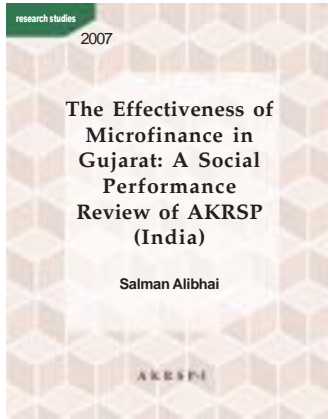 research studies
2007
The Effectiveness of
Microfinance in
Gujarat: A Social
Performance
Review of AKRSP
(India)
Salman Alibhai
AKRSP-I